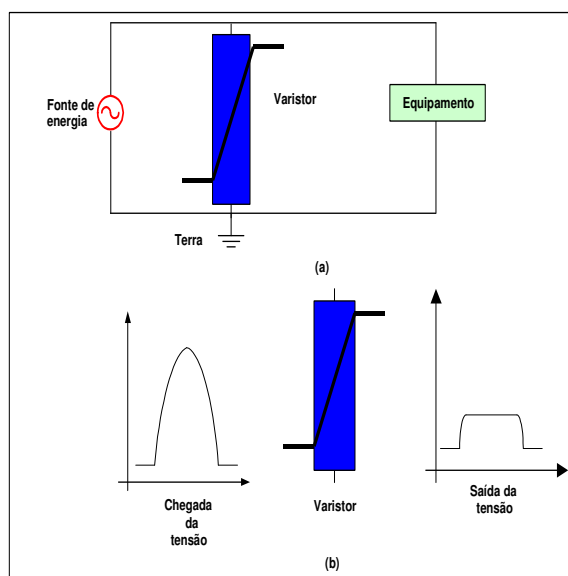 Fonte de
energia
Varistor
Equipamento
Terra
(a)
Chegada
da
tensão
Varistor
Saída da
tensão
(b)